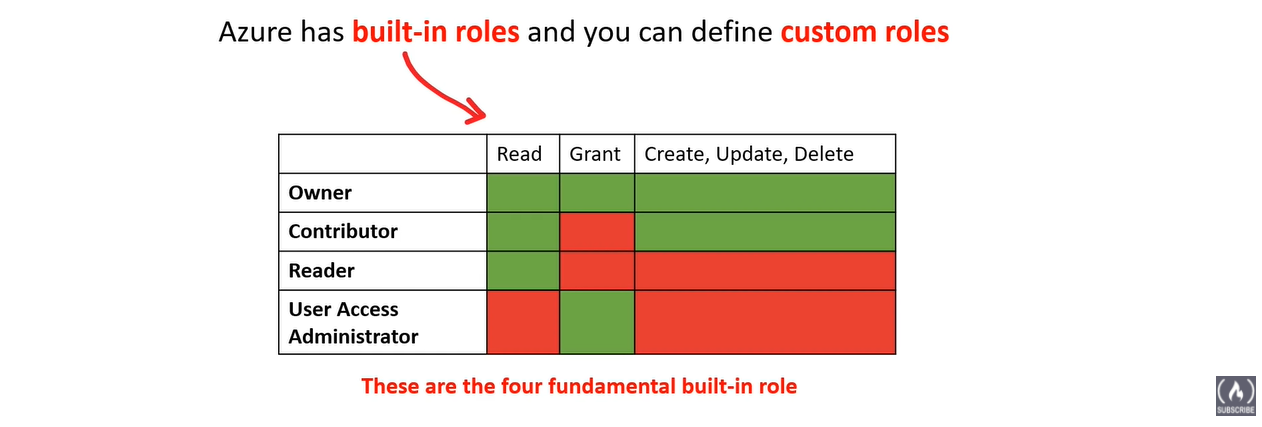 Azure has built-in roles and you can define custom roles
Read Grant Create, Update, Delete
Owner
Contributor
Reader
User Access
Administrator
These are the four fundamental built-in role
SUBSCRIBE